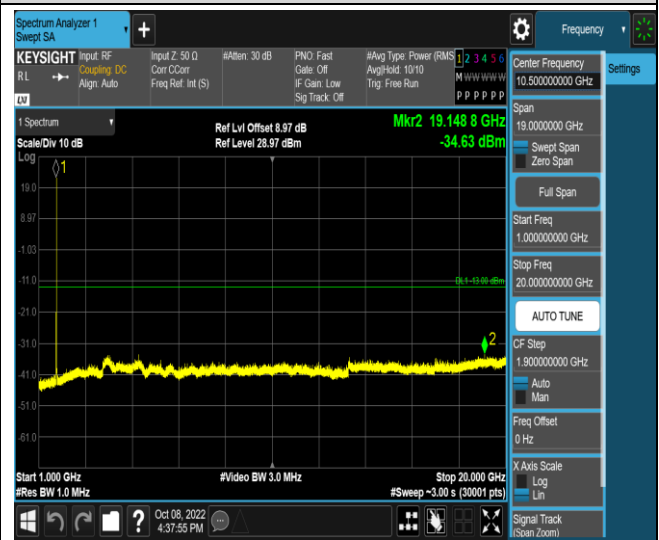 Spectrum Analyzer 1
Swept SA
+
Frequency
KEYSIGHT Input: RF
RL Coupling: DC
Align: Auto
LXI
Input Z: 50 Ω
Corr CCorr
Freq Ref: Int (S)
#Atten: 30 dB
PNO: Fast
Gate: Off
IF Gain: Low
Sig Track: Off
#Avg Type: Power (RMS
Avg|Hold: 10/10
Trig: Free Run
1 2 3 4 5 6
M W W W W W
P P P P P P
1 Spectrum
Scale/Div 10 dB
Ref Lvl Offset 8.97 dB
Ref Level 28.97 dBm
Mkr2 19.148 8 GHz
-34.63 dBm
Log
1
19.0
8.97
-1.03
-11.0
DL1 -13.00 dBm
-21.0
-31.0
2
-41.0
-51.0
-61.0
Start 1.000 GHz
#Res BW 1.0 MHz
#Video BW 3.0 MHz
Stop 20.000 GHz
#Sweep ~3.00 s (30001 pts)
Center Frequency
10.500000000 GHz
Settings
Span
19.0000000 GHz
Swept Span
Zero Span
Full Span
Start Freq
1.000000000 GHz
Stop Freq
20.000000000 GHz
AUTO TUNE
CF Step
1.900000000 GHz
Auto
Man
Freq Offset
0 Hz
X Axis Scale
Log
Lin
Signal Track
(Span Zoom)
?
Oct 08, 2022
4:37:55 PM